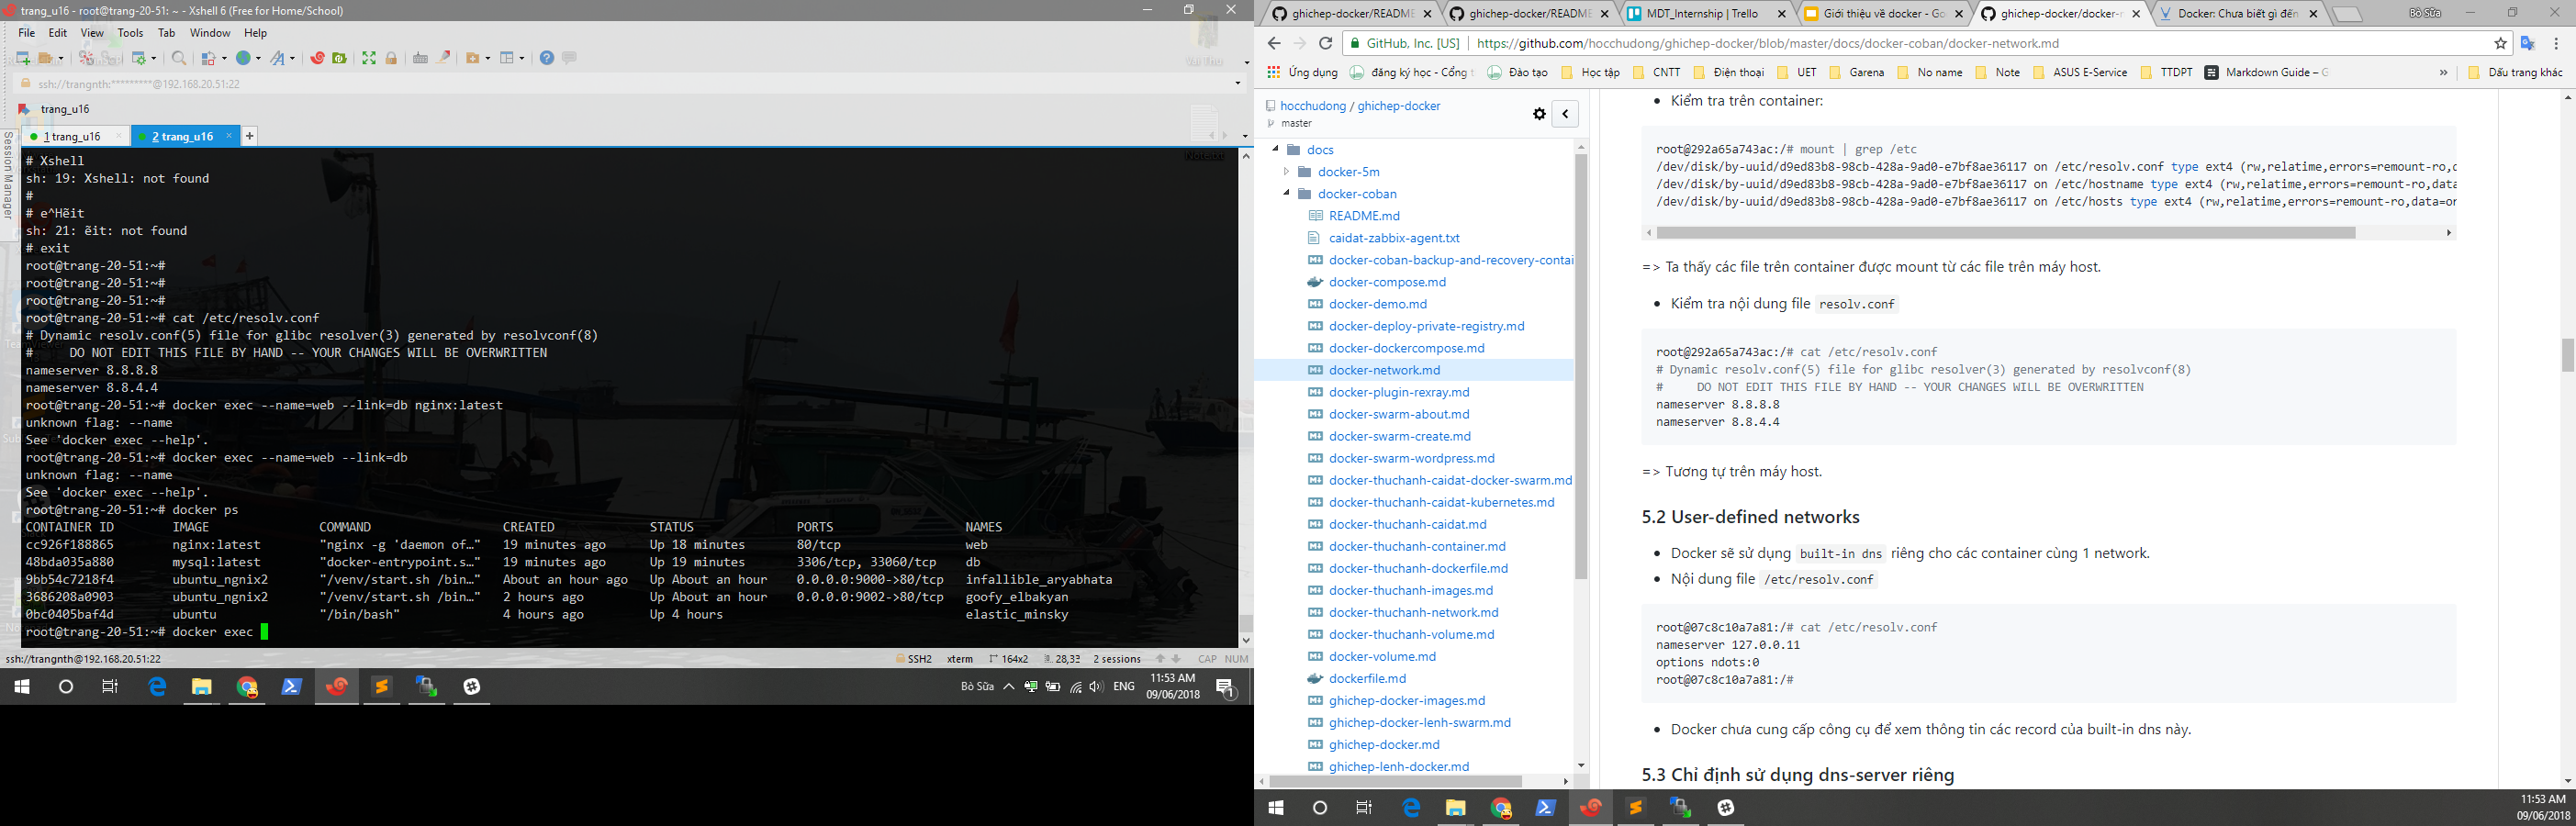 trang_u16 - root@trang-20-51: ~ - Xshell 6 (Free for Home/School)
File Edit View Tools Tab Window Help
ssh://trangnth:*********@192.168.20.51:22
trang_u16
Session Manager
1 trang_u16
2 trang_u16
# Xshell
sh: 19: Xshell: not found
#
# e^Hẽit
sh: 21: ẽit: not found
# exit
root@trang-20-51:~#
root@trang-20-51:~#
root@trang-20-51:~#
root@trang-20-51:~# cat /etc/resolv.conf
# Dynamic resolv.conf(5) file for glibc resolver(3) generated by resolvconf(8)
#     DO NOT EDIT THIS FILE BY HAND -- YOUR CHANGES WILL BE OVERWRITTEN
nameserver 8.8.8.8
nameserver 8.8.4.4
root@trang-20-51:~# docker exec --name=web --link=db nginx:latest
unknown flag: --name
See 'docker exec --help'.
root@trang-20-51:~# docker exec --name=web --link=db
unknown flag: --name
See 'docker exec --help'.
root@trang-20-51:~# docker ps
CONTAINER ID IMAGE COMMAND CREATED STATUS PORTS NAMES
cc926f188865 nginx:latest "nginx -g 'daemon of…" 19 minutes ago Up 18 minutes 80/tcp web
48bda035a880 mysql:latest "docker-entrypoint.s…" 19 minutes ago Up 19 minutes 3306/tcp, 33060/tcp db
9bb54c7218f4 ubuntu_ngnix2 "/venv/start.sh /bin…" About an hour ago Up About an hour 0.0.0.0:9000->80/tcp infallible_aryabhata
3686208a0903 ubuntu_ngnix2 "/venv/start.sh /bin…" 2 hours ago Up About an hour 0.0.0.0:9002->80/tcp goofy_elbakyan
0bc0405baf4d ubuntu "/bin/bash" 4 hours ago Up 4 hours elastic_minsky
root@trang-20-51:~# docker exec
ssh://trangnth@192.168.20.51:22 SSH2 xterm 164x2 28,33 2 sessions CAP NUM
Bò Sữa ENG 11:53 AM
09/06/2018
1
ghichep-docker/README
ghichep-docker/README
MDT_Internship | Trello
Giới thiệu về docker - Go
ghichep-docker/docker-n
Docker: Chưa biết gì đến
Bò Sữa
GitHub, Inc. [US] https://github.com/hocchudong/ghichep-docker/blob/master/docs/docker-coban/docker-network.md
Ứng dụng đăng ký học - Cổng t Đào tạo Học tập CNTT Điện thoại UET Garena No name Note ASUS E-Service TTDPT Markdown Guide – G » Dấu trang khác
hocchudong / ghichep-docker
master
docs
docker-5m
docker-coban
README.md
caidat-zabbix-agent.txt
docker-coban-backup-and-recovery-contai
docker-compose.md
docker-demo.md
docker-deploy-private-registry.md
docker-dockercompose.md
docker-network.md
docker-plugin-rexray.md
docker-swarm-about.md
docker-swarm-create.md
docker-swarm-wordpress.md
docker-thuchanh-caidat-docker-swarm.md
docker-thuchanh-caidat-kubernetes.md
docker-thuchanh-caidat.md
docker-thuchanh-container.md
docker-thuchanh-dockerfile.md
docker-thuchanh-images.md
docker-thuchanh-network.md
docker-thuchanh-volume.md
docker-volume.md
dockerfile.md
ghichep-docker-images.md
ghichep-docker-lenh-swarm.md
ghichep-docker.md
ghichep-lenh-docker.md
• Kiểm tra trên container:
root@292a65a743ac:/# mount | grep /etc
/dev/disk/by-uuid/d9ed83b8-98cb-428a-9ad0-e7bf8ae36117 on /etc/resolv.conf type ext4 (rw,relatime,errors=remount-ro,d
/dev/disk/by-uuid/d9ed83b8-98cb-428a-9ad0-e7bf8ae36117 on /etc/hostname type ext4 (rw,relatime,errors=remount-ro,data
/dev/disk/by-uuid/d9ed83b8-98cb-428a-9ad0-e7bf8ae36117 on /etc/hosts type ext4 (rw,relatime,errors=remount-ro,data=or
=> Ta thấy các file trên container được mount từ các file trên máy host.
• Kiểm tra nội dung file resolv.conf
root@292a65a743ac:/# cat /etc/resolv.conf
# Dynamic resolv.conf(5) file for glibc resolver(3) generated by resolvconf(8)
#     DO NOT EDIT THIS FILE BY HAND -- YOUR CHANGES WILL BE OVERWRITTEN
nameserver 8.8.8.8
nameserver 8.8.4.4
=> Tương tự trên máy host.
5.2 User-defined networks
• Docker sẽ sử dụng built-in dns riêng cho các container cùng 1 network.
• Nội dung file /etc/resolv.conf
root@07c8c10a7a81:/# cat /etc/resolv.conf
nameserver 127.0.0.11
options ndots:0
root@07c8c10a7a81:/#
• Docker chưa cung cấp công cụ để xem thông tin các record của built-in dns này.
5.3 Chỉ định sử dụng dns-server riêng
11:53 AM
09/06/2018